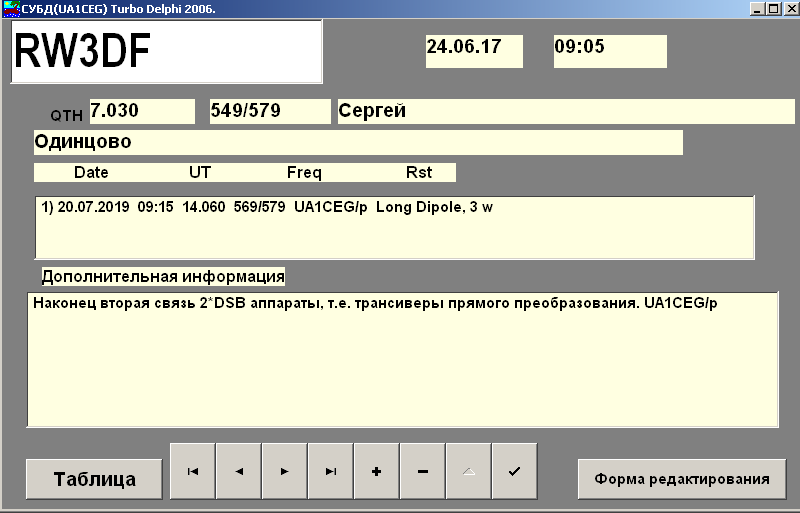 СУБД(UA1CEG) Turbo Delphi 2006.
RW3DF
24.06.17 09:05
QTH 7.030 549/579 Сергей
Одинцово
Date UT Freq Rst
1) 20.07.2019 09:15 14.060 569/579 UA1CEG/p Long Dipole, 3 w
Дополнительная информация
Наконец вторая связь 2*DSB аппараты, т.е. трансиверы прямого преобразования. UA1CEG/p
Таблица
Форма редактирования